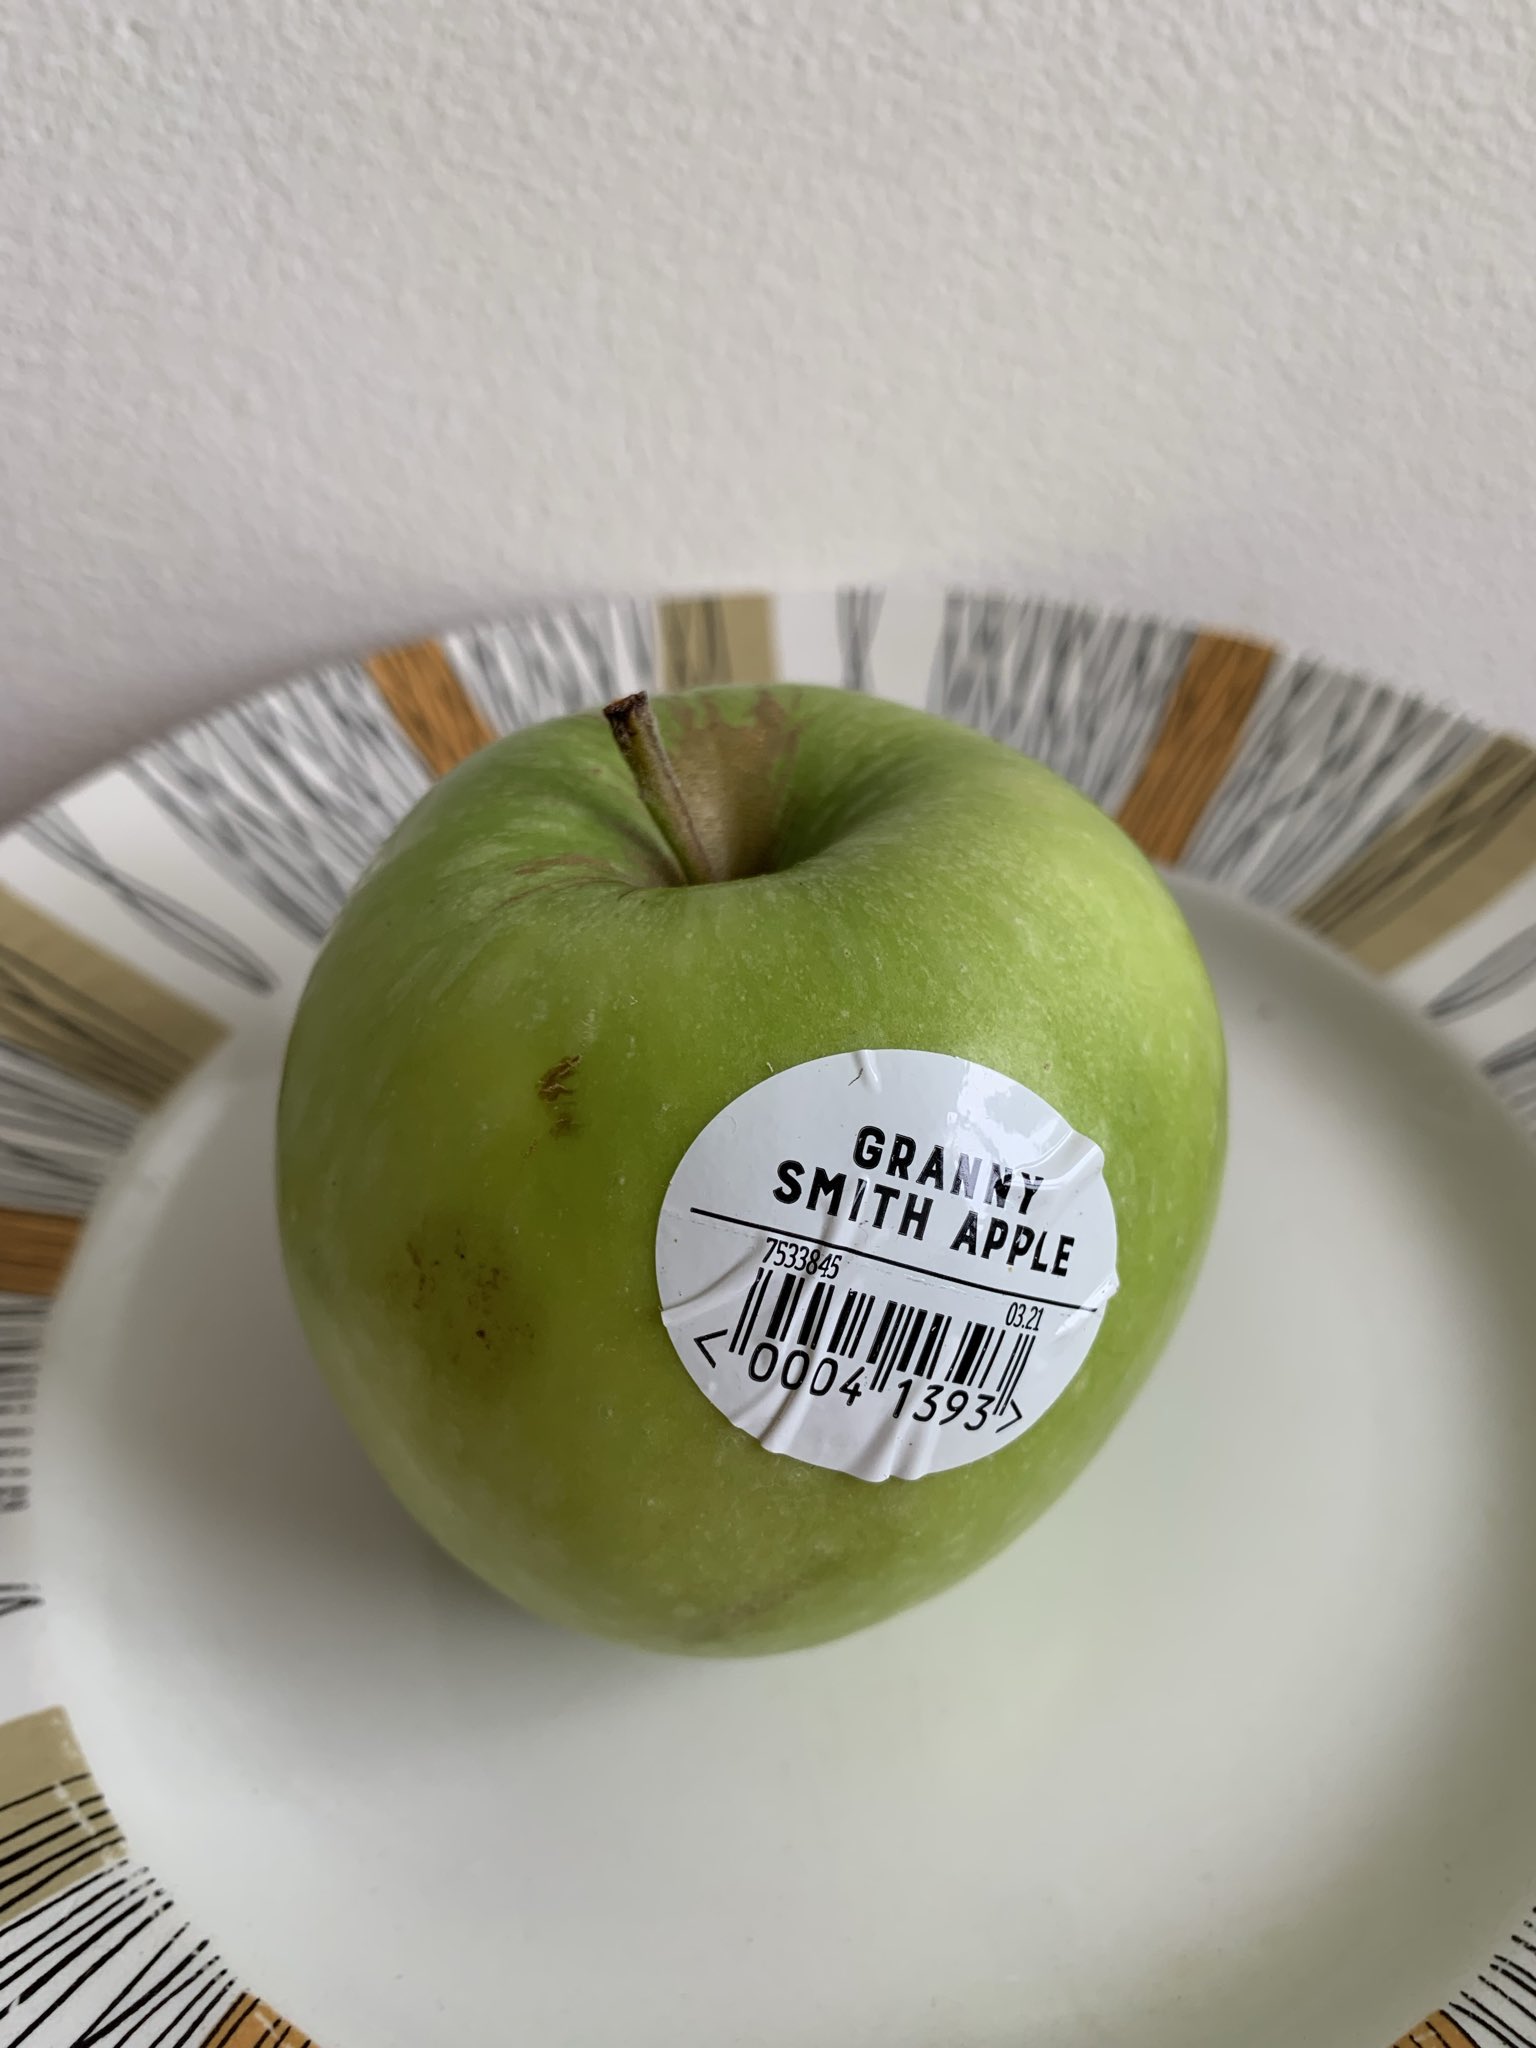 GRANNY
SMITH APPLE
7533845
03.21
<0004 1393>